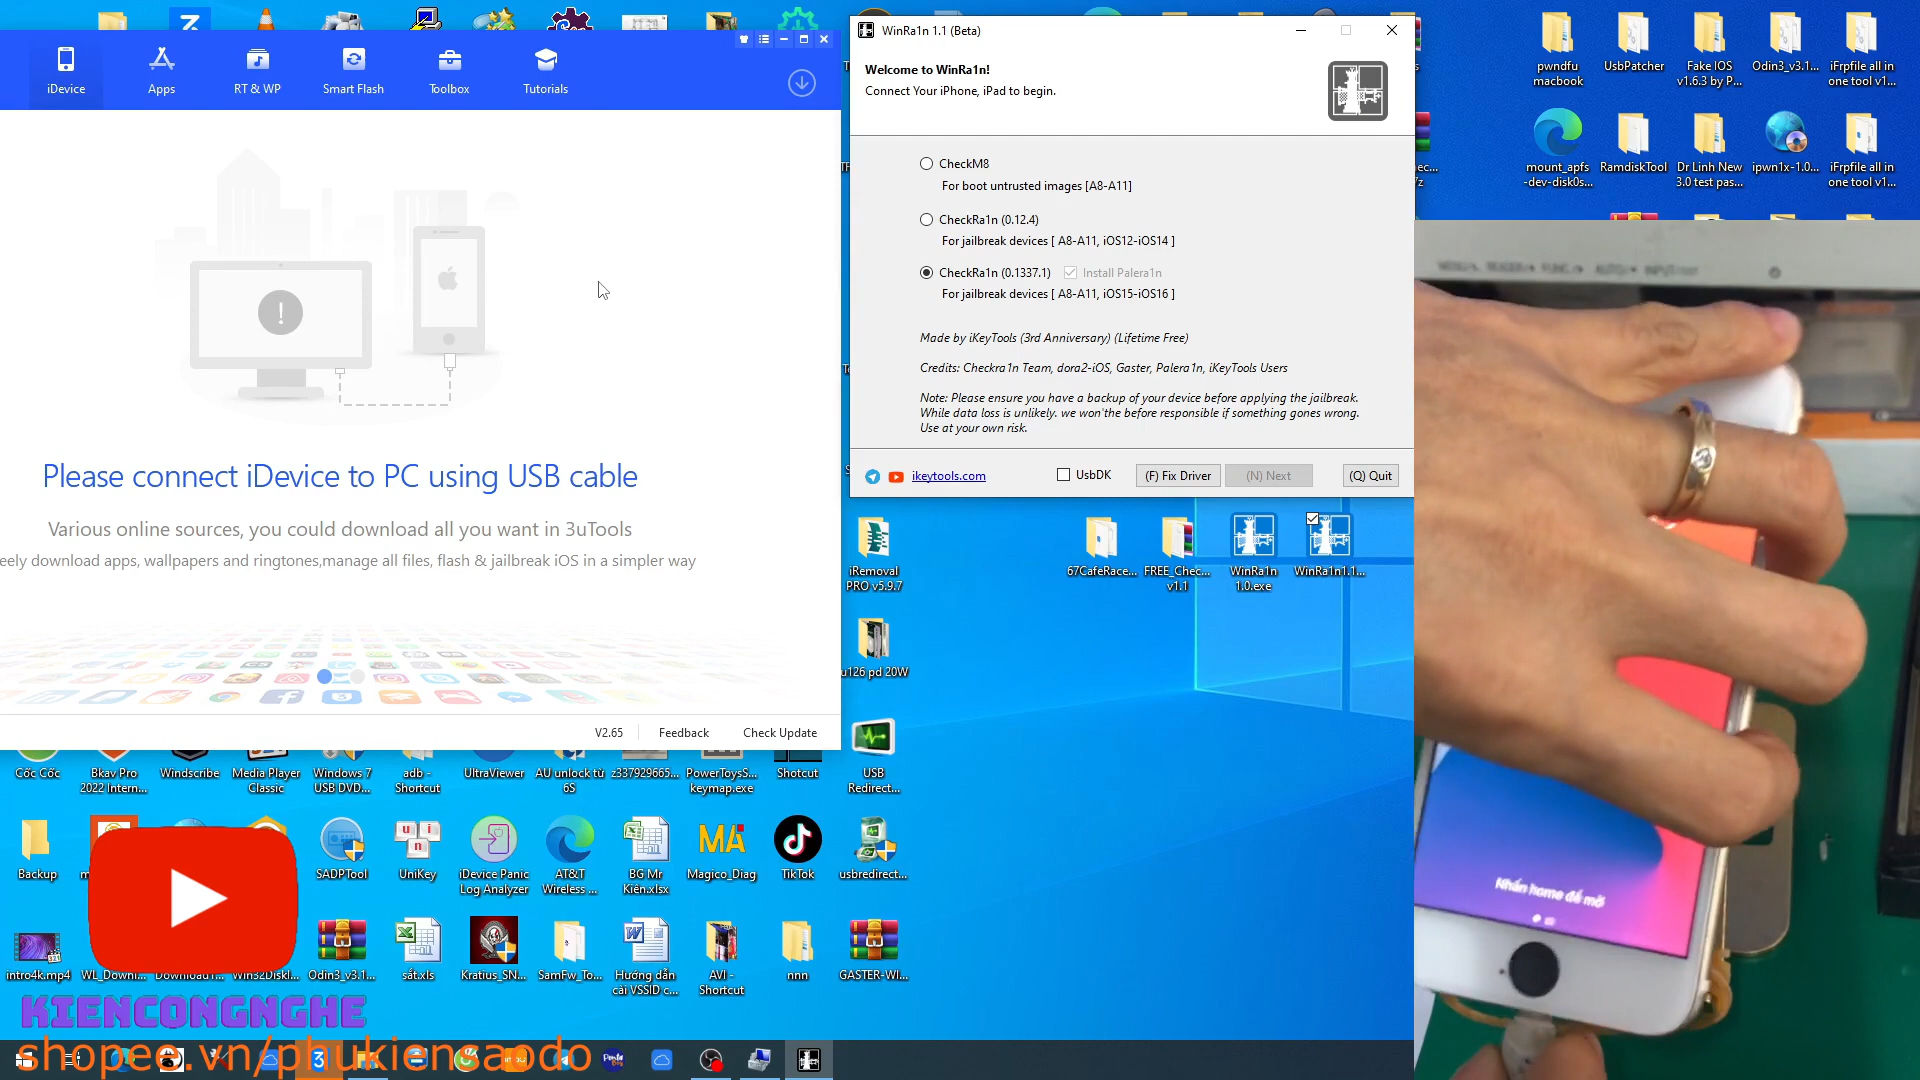 iDevice
Apps
RT & WP
Smart Flash
Toolbox
Tutorials
Please connect iDevice to PC using USB cable
Various online sources, you could download all you want in 3uTools
eely download apps, wallpapers and ringtones,manage all files, flash & jailbreak iOS in a simpler way
V2.65
Feedback
Check Update
WinRa1n 1.1 (Beta)
Welcome to WinRa1n!
Connect Your iPhone, iPad to begin.
CheckM8
For boot untrusted images [A8-A11]
CheckRa1n (0.12.4)
For jailbreak devices [ A8-A11, iOS12-iOS14 ]
CheckRa1n (0.1337.1)
Install Palera1n
For jailbreak devices [ A8-A11, iOS15-iOS16 ]
Made by iKeyTools (3rd Anniversary) (Lifetime Free)
Credits: Checkra1n Team, dora2-iOS, Gaster, Palera1n, iKeyTools Users
Note: Please ensure you have a backup of your device before applying the jailbreak.
While data loss is unlikely. we won'the before responsible if something gones wrong.
Use at your own risk.
ikeytools.com
UsbDK
(F) Fix Driver
(N) Next
(Q) Quit
pwndfu
macbook
UsbPatcher
Fake IOS
v1.6.3 by P...
Odin3_v3.1...
iFrpfile all in
one tool v1...
mount_apfs
-dev-disk0s...
RamdiskTool
Dr Linh New
3.0 test pas...
ipwn1x-1.0...
iFrpfile all in
one tool v1...
iRemoval
PRO v5.9.7
67CafeRace...
FREE_Chec...
v1.1
WinRa1n
1.0.exe
WinRa1n1.1...
u126 pd 20W
Cốc Cốc
Bkav Pro
2022 Intern...
Windscribe
Media Player
Classic
Windows 7
USB DVD...
adb -
Shortcut
UltraViewer
AU unlock từ
6S
z337929665...
PowerToysS...
keymap.exe
Shotcut
USB
Redirect...
Backup
SADPTool
UniKey
iDevice Panic
Log Analyzer
AT&T
Wireless ...
BG Mr
Kiên.xlsx
Magico_Diag
TikTok
usbredirect...
intro4k.mp4
WL_Downl...
Download1...
Win32DiskI...
Odin3_v3.1...
sắt.xls
Kratius_SN...
SamFw_To...
Hướng dẫn
cài VSSID c...
AVI -
Shortcut
nnn
GASTER-WI...
KIENCONGNGHE
shopee.vn/phukiensaodo
Nhấn home để mở